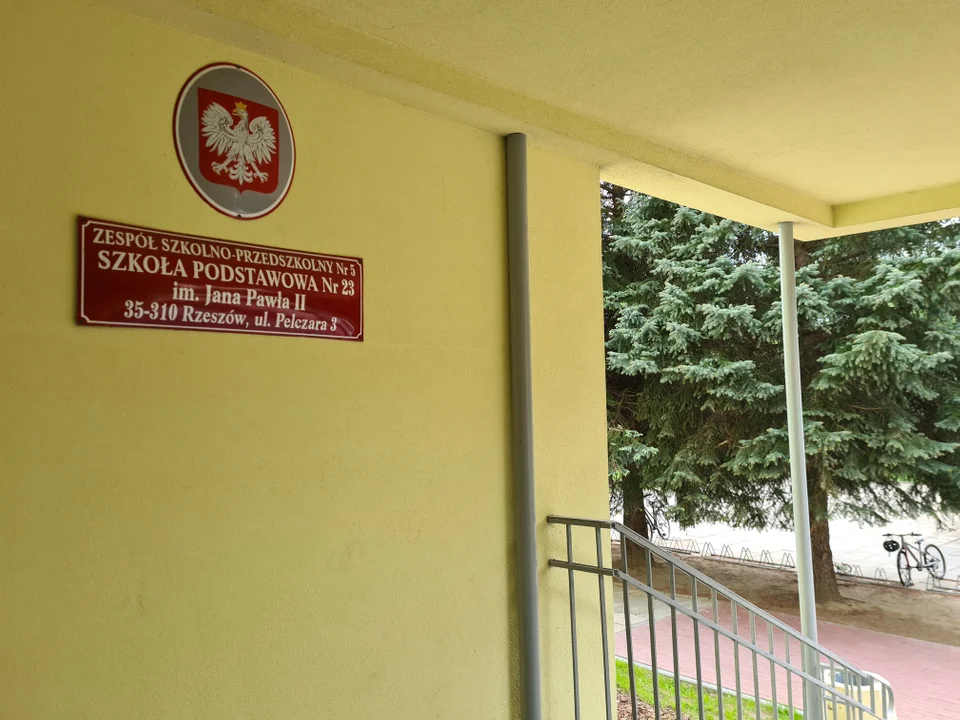 ZESPÓŁ SZKOLNO-PRZEDSZKOLNY Nr 5
SZKOŁA PODSTAWOWA Nr 23
im. Jana Pawła II
35-310 Rzeszów, ul. Pelczara 3